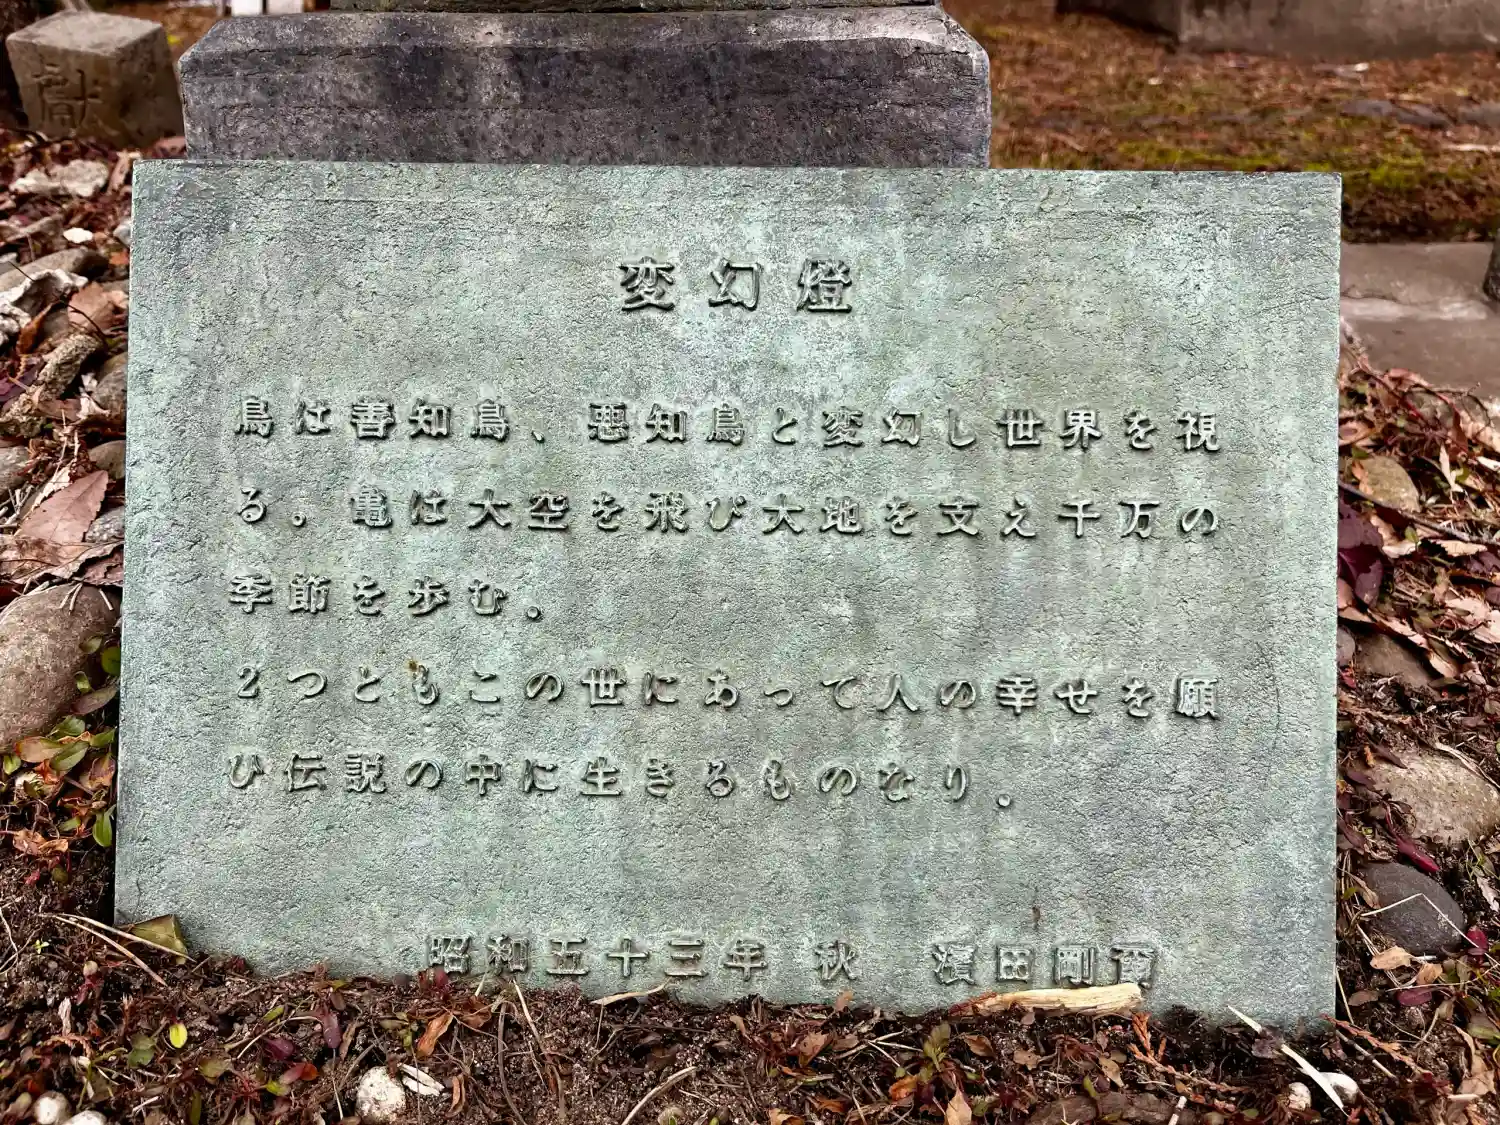 献
変幻燈
鳥は善知鳥、悪知鳥と変幻し世界を視
る。亀は大空を飛び大地を支え千万の
季節を歩む。
2つともこの世にあって人の幸せを願
ひ伝説の中に生きるものなり。
昭和五十三年 秋 濱田剛爾